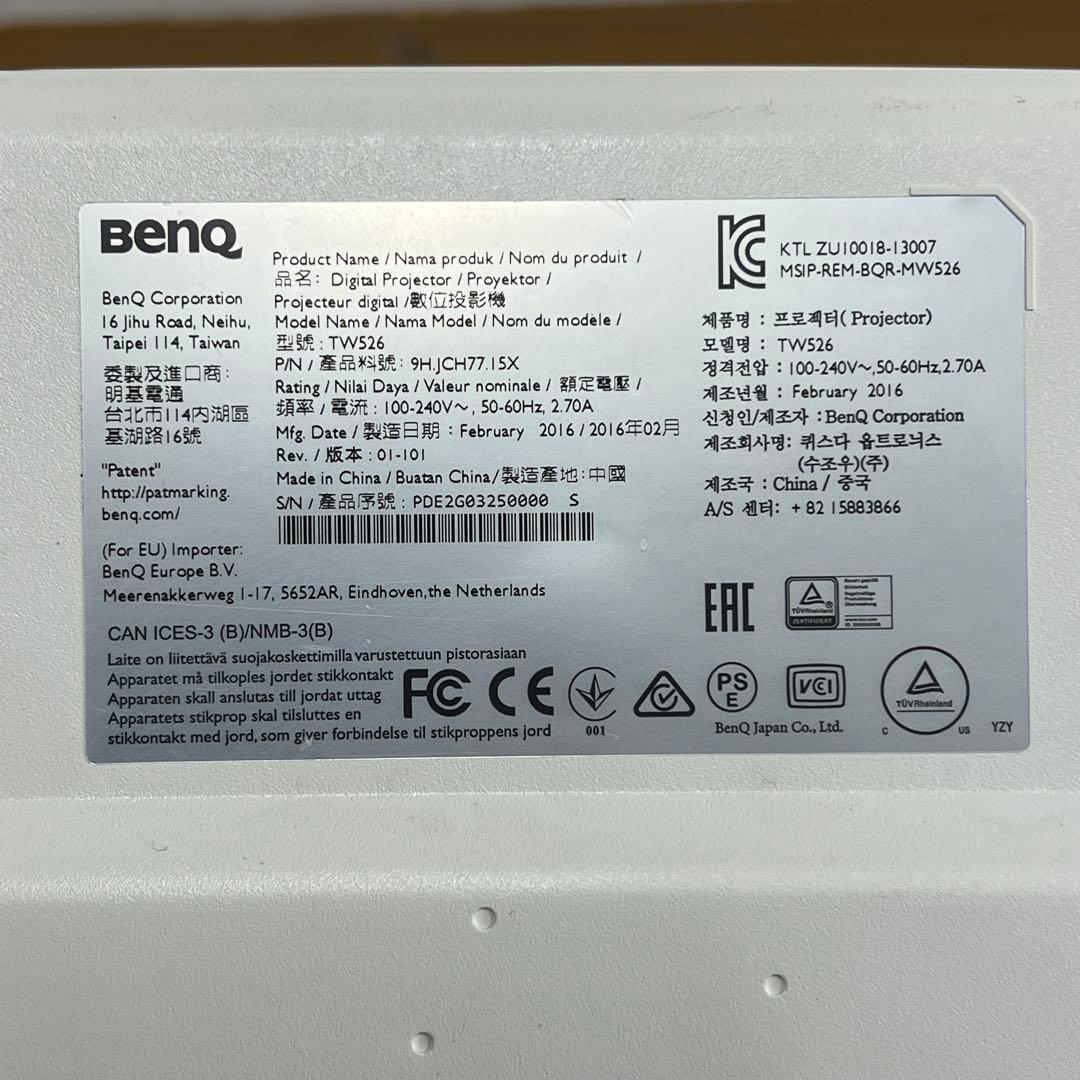 BenQ
BenQ Corporation
16 Jihu Road, Neihu,
Taipei 114, Taiwan
委製及進口商:
明基電通
台北市114內湖區
基湖路16號
"Patent"
http://patmarking.
benq.com/
(For EU) Importer:
BenQ Europe B.V.
Meerenakkerweg 1-17, 5652AR, Eindhoven,the Netherlands
Product Name / Nama produk / Nom du produit /
品名: Digital Projector / Proyektor /
Projecteur digital /數位投影機
Model Name / Nama Model / Nom du modèle /
型號 : TW526
P/N / 產品料號: 9H.JCH77.15X
Rating / Nilai Daya / Valeur nominale / 額定電壓 /
頻率 / 電流 : 100-240V~, 50-60Hz, 2.70A
Mfg. Date / 製造日期 : February 2016 / 2016年02月
Rev. / 版本 : 01-101
Made in China / Buatan China/製造產地:中國
S/N / 產品序號 : PDE2G03250000 S
KTL ZU10018-13007
MSIP-REM-BQR-MW526
제품명 : 프로젝터( Projector)
모델명 : TW526
정격전압 : 100-240V~,50-60Hz,2.70A
제조년월 : February 2016
신청인/제조자 :BenQ Corporation
제조회사명: 퀴스다 옵트로닉스
(수조우)(주)
제조국 : China / 중국
A/S 센터: + 82 15883866
CAN ICES-3 (B)/NMB-3(B)
Laite on liitettävä suojakoskettimilla varustettuun pistorasiaan
Apparatet må tilkoples jordet stikkontakt
Apparaten skall anslutas till jordat uttag
Apparatets stikprop skal tilsluttes en
stikkontakt med jord, som giver forbindelse til stikproppens jord
EAC
TÜVRheinland
ZERTIFIZIERT
Bauart geprüft
Sicherheit
Regelmäßige
Produktions-
überwachung
FC CE
001
PS
E
VCI
BenQ Japan Co., Ltd.
TÜVRheinland
C US
YZY